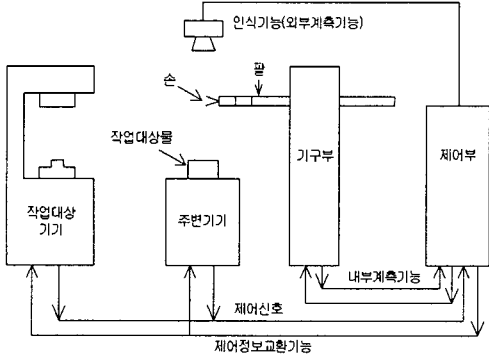 인식기능(외부계측기능)
팔
손
작업대상물
기구부
제어부
작업대상
기기
주변기기
내부계측기능
제어신호
제어정보교환기능